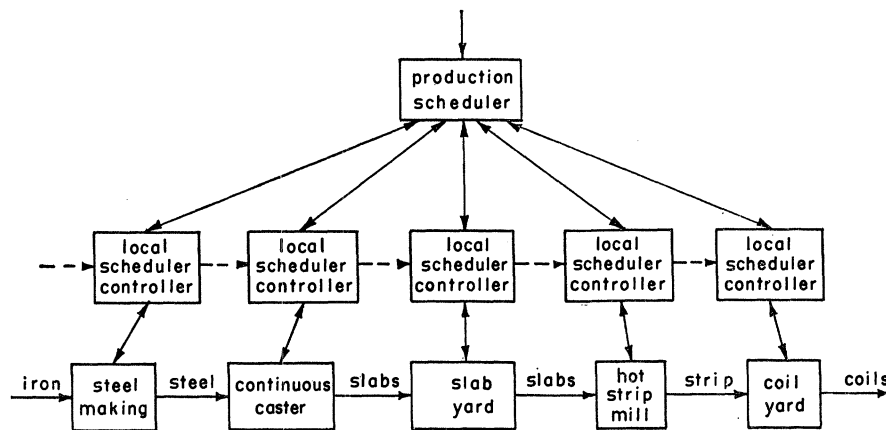 production
scheduler
local
scheduler
controller
local
scheduler
controller
local
scheduler
controller
local
scheduler
controller
local
scheduler
controller
iron
steel
making
steel
continuous
caster
slabs
slab
yard
slabs
hot
strip
mill
strip
coil
yard
coils